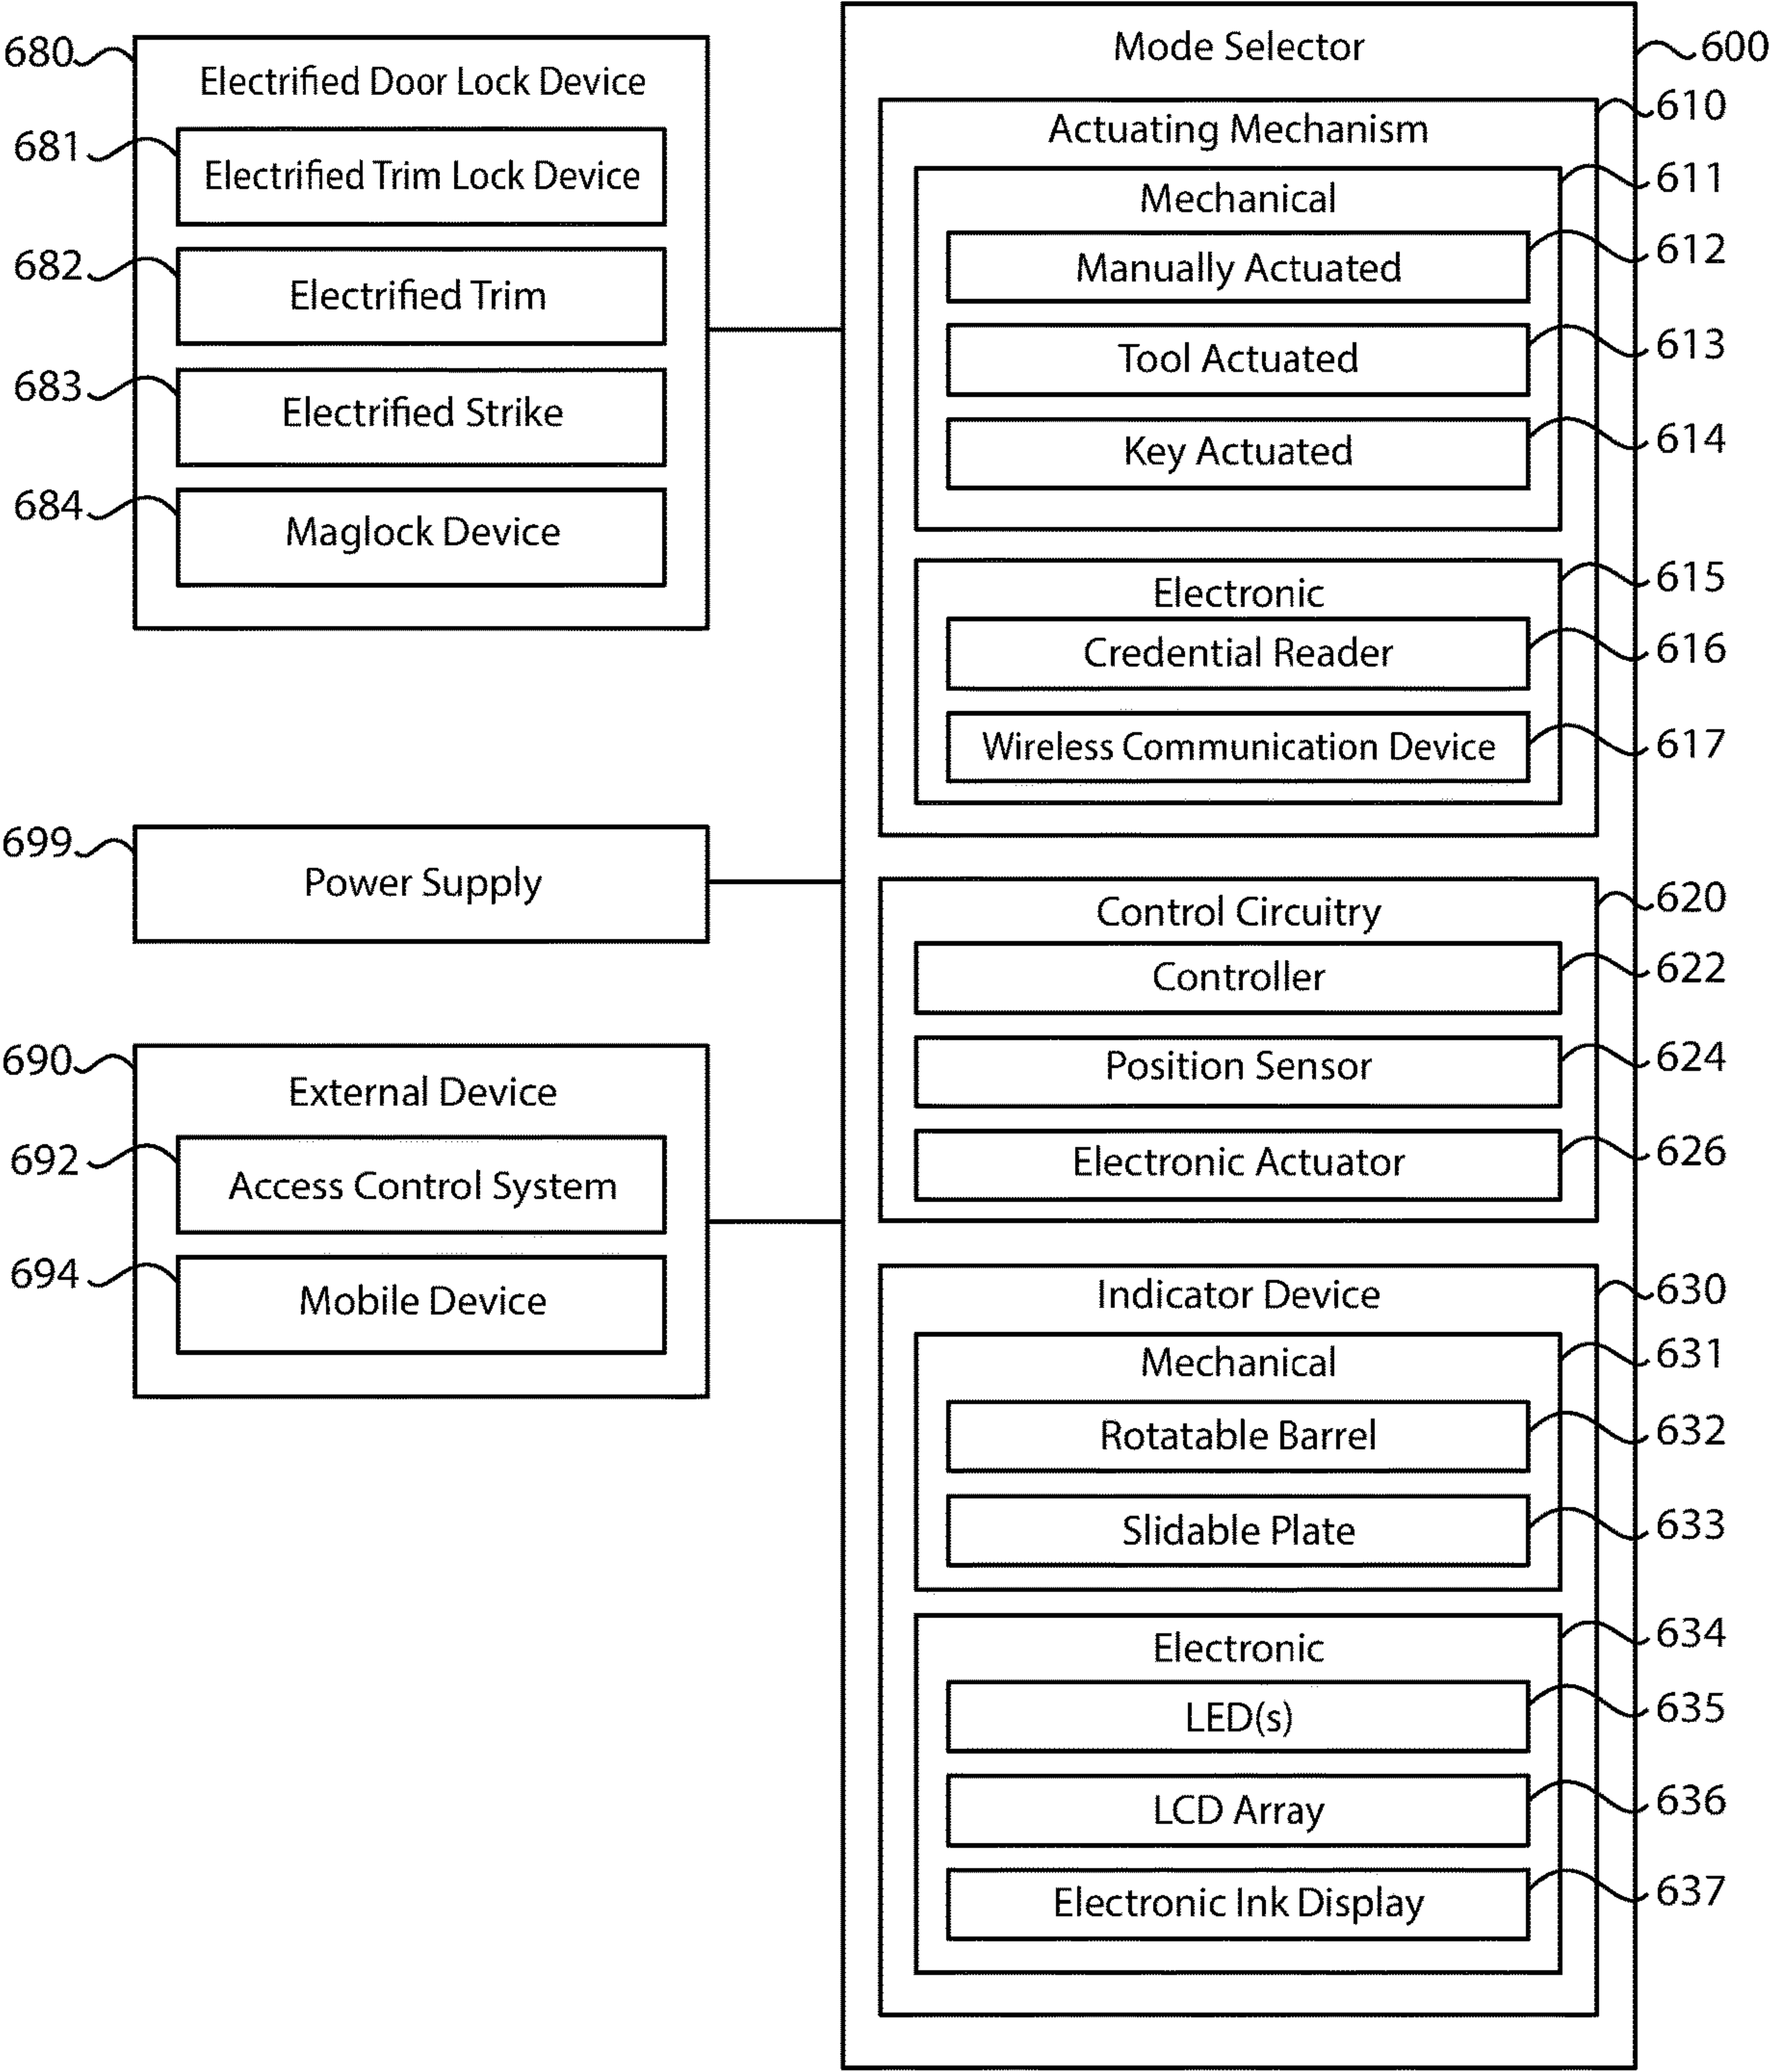 680
Electrified Door Lock Device
681
Electrified Trim Lock Device
682
Electrified Trim
683
Electrified Strike
684
Maglock Device
699
Power Supply
690
External Device
692
Access Control System
694
Mobile Device
Mode Selector
600
Actuating Mechanism
610
Mechanical
611
Manually Actuated
612
Tool Actuated
613
Key Actuated
614
Electronic
615
Credential Reader
616
Wireless Communication Device
617
Control Circuitry
620
Controller
622
Position Sensor
624
Electronic Actuator
626
Indicator Device
630
Mechanical
631
Rotatable Barrel
632
Slidable Plate
633
Electronic
634
LED(s)
635
LCD Array
636
Electronic Ink Display
637